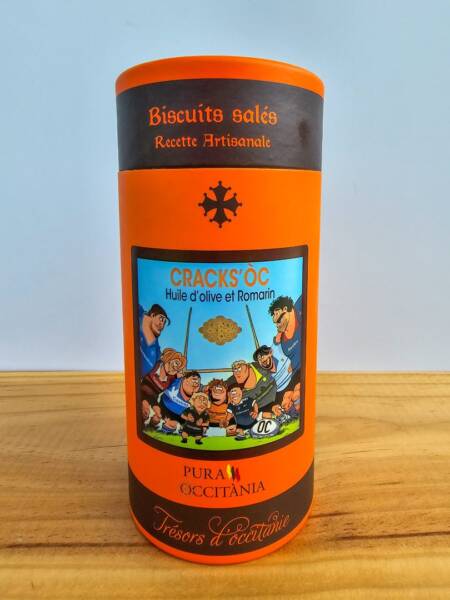 Biscuits salés
Recette Artisanale
CRACKS'ÒC
Huile d'olive et Romarin
OC
PURA
OCCITÀNIA
Trésors d'occitanie